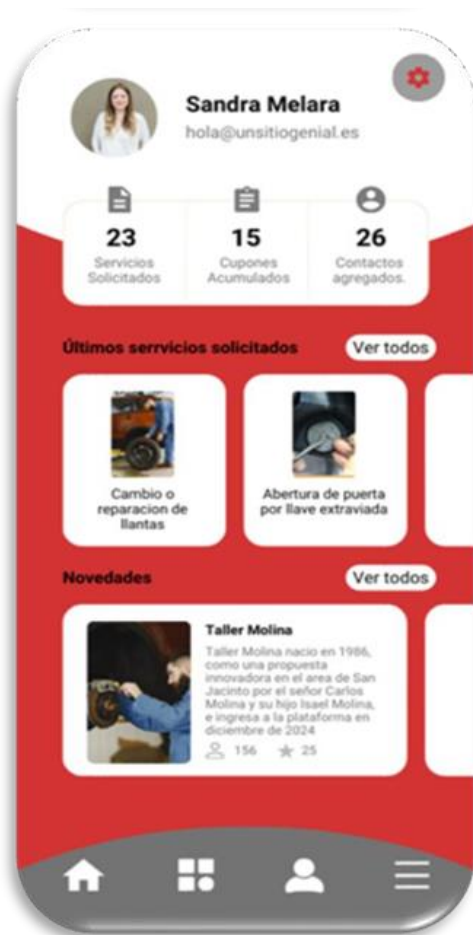 Sandra Melara
hola@unsitiogenial.es
23
Servicios
Solicitados
15
Cupones
Acumulados
26
Contactos
agregados.
Últimos serrvicios solicitados
Ver todos
Cambio o
reparacion de
llantas
Abertura de puerta
por llave extraviada
Novedades
Ver todos
Taller Molina
Taller Molina nacio en 1986,
como una propuesta
innovadora en el area de San
Jacinto por el señor Carlos
Molina y su hijo Isael Molina,
e ingresa a la plataforma en
diciembre de 2024
156
25